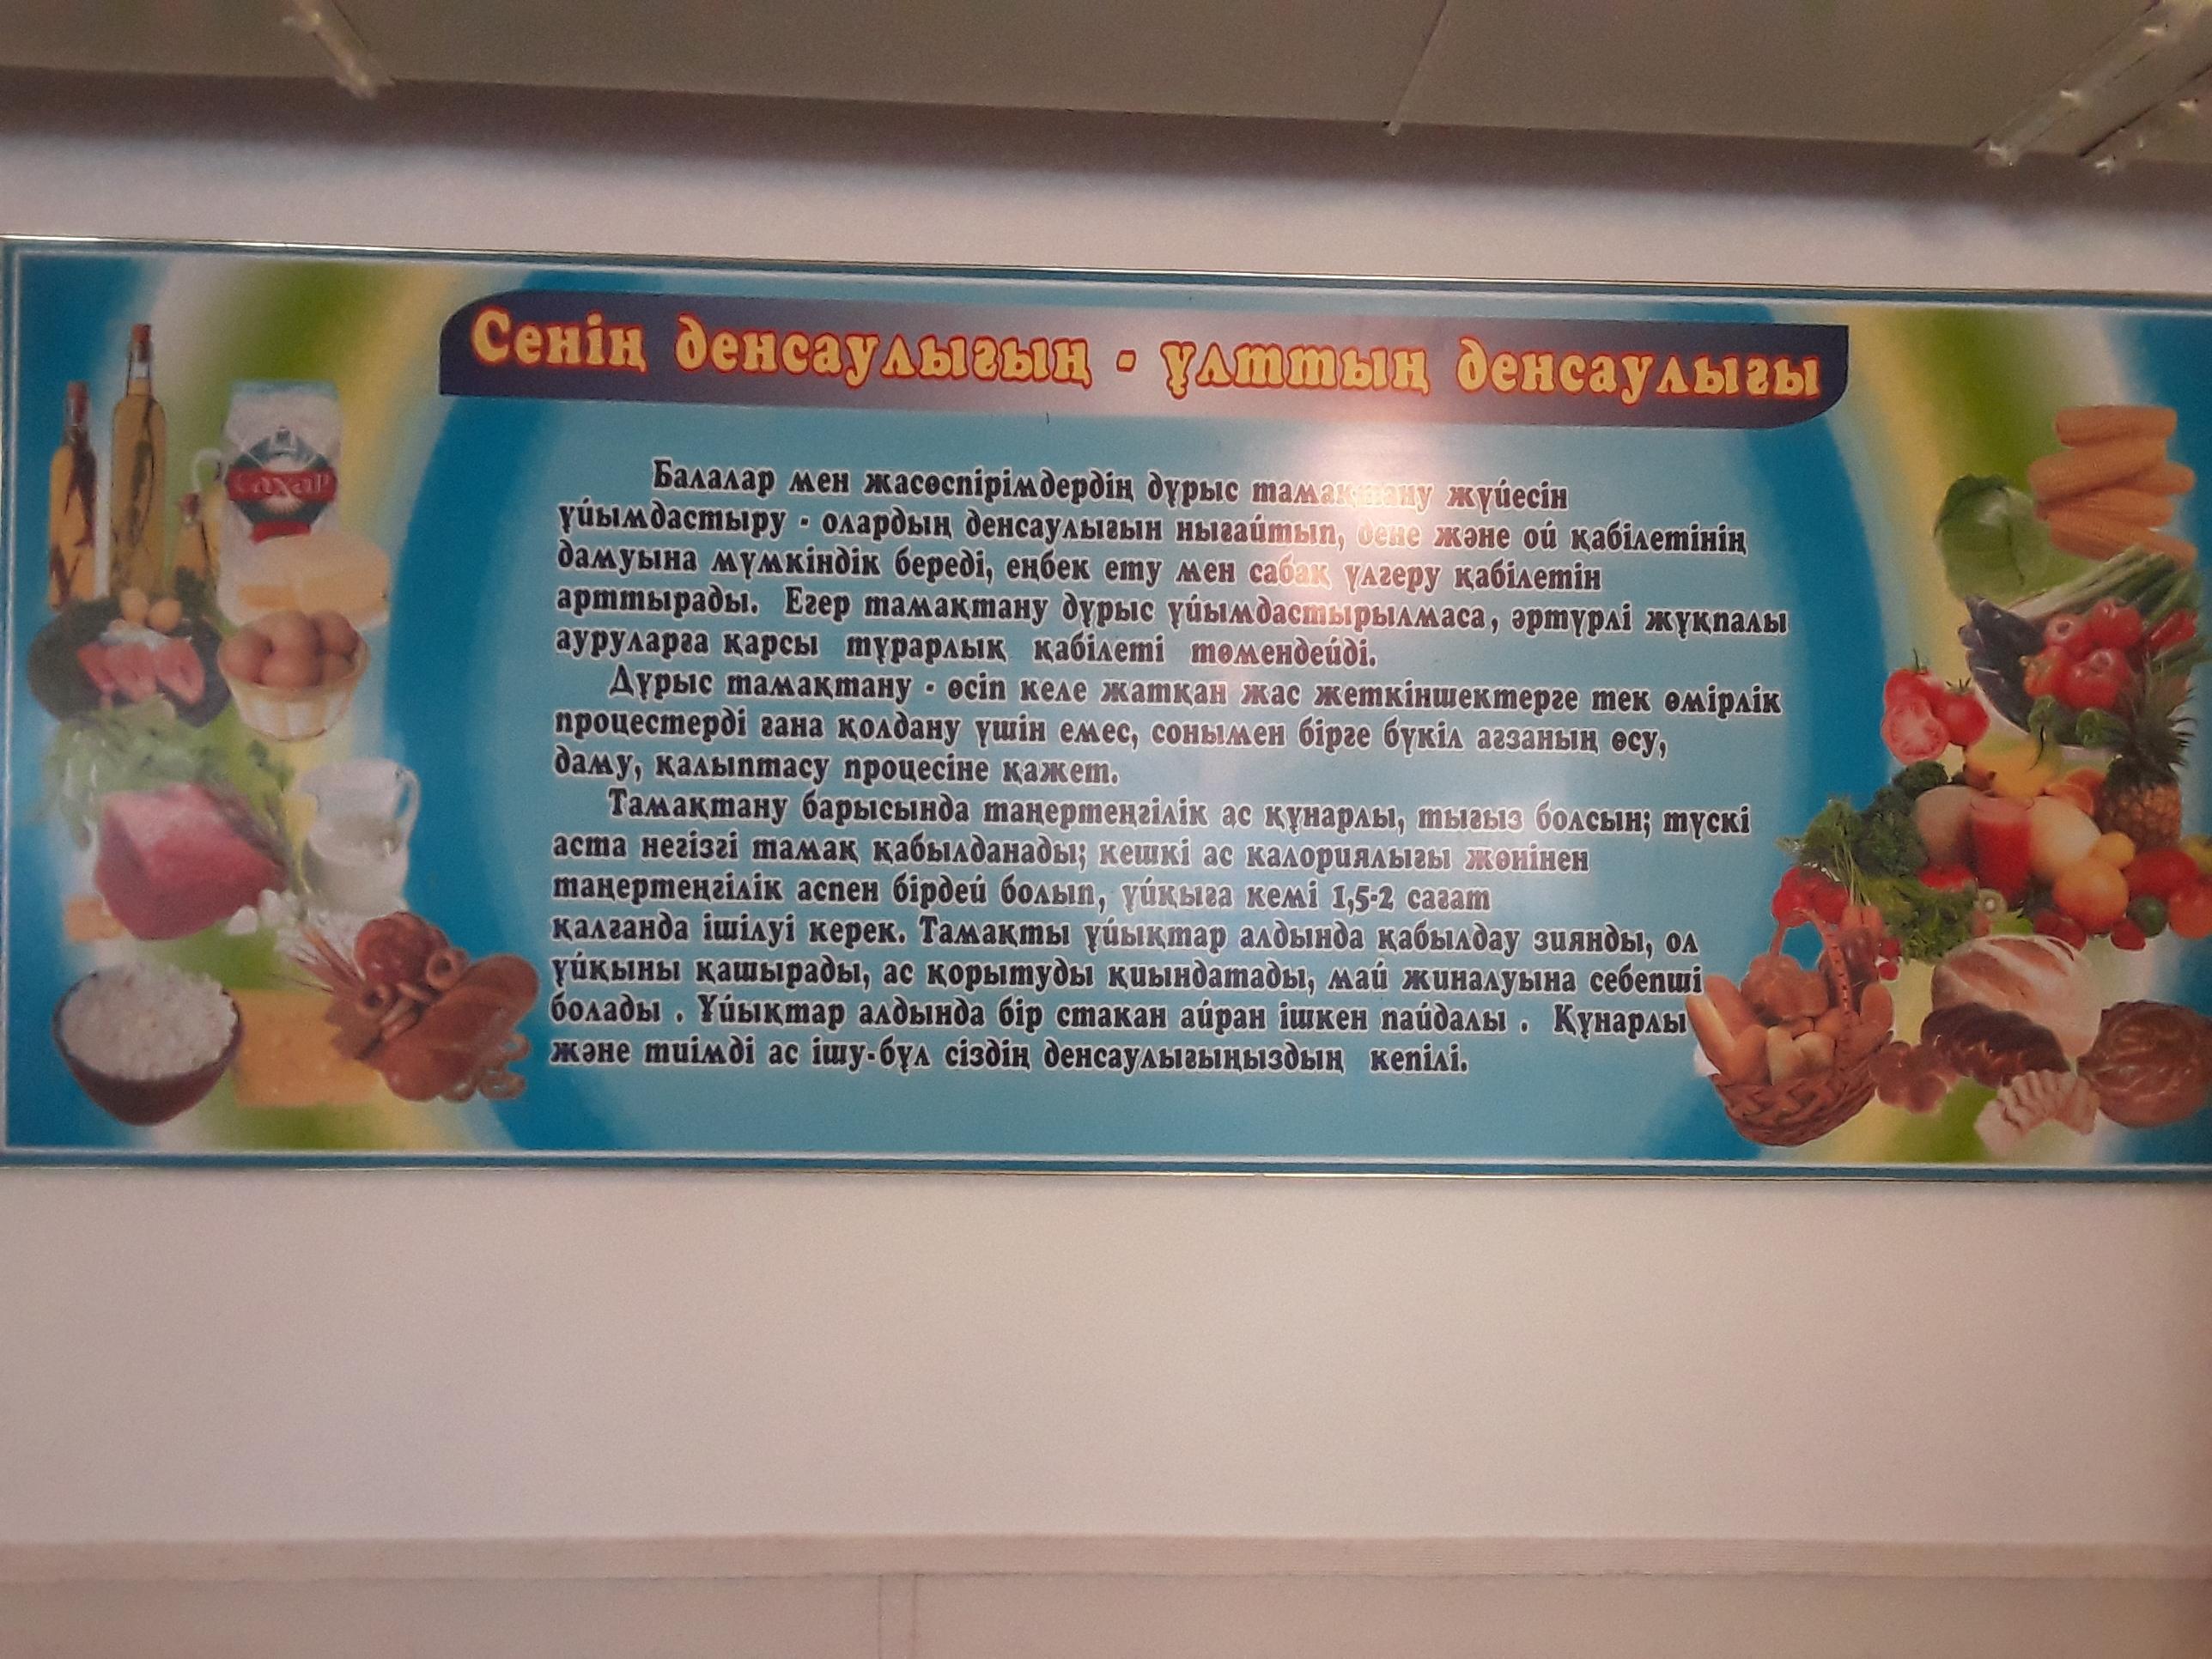 Сенің денсаулығың - ұлттың денсаулығы
Сахар
Балалар мен жасөспірімдердің дұрыс тамақтану жүйесін
ұйымдастыру - олардың денсаулығын нығайтып, дене және ой қабілетінің
дамуына мүмкіндік береді, еңбек ету мен сабақ үлгеру қабілетін
арттырады. Егер тамақтану дұрыс ұйымдастырылмаса, әртүрлі жұқпалы
ауруларға қарсы тұрарлық қабілеті төмендейді.
Дұрыс тамақтану - өсіп келе жатқан жас жеткіншектерге тек өмірлік
процестерді ғана қолдану үшін емес, сонымен бірге бүкіл ағзаның өсу,
даму, қалыптасу процесіне қажет.
Тамақтану барысында таңертеңгілік ас құнарлы, тығыз болсын; түскі
аста негізгі тамақ қабылданады; кешкі ас калориялығы жөнінен
таңертеңгілік аспен бірдей болып, ұйқыға кемі 1,5-2 сағат
қалғанда ішілуі керек. Тамақты ұйықтар алдында қабылдау зиянды, ол
ұйқыны қашырады, ас қорытуды қиындатады, май жиналуына себепші
болады . Ұйықтар алдында бір стакан айран ішкен пайдалы . Құнарлы
және тиімді ас ішу-бұл сіздің денсаулығыңыздың кепілі.